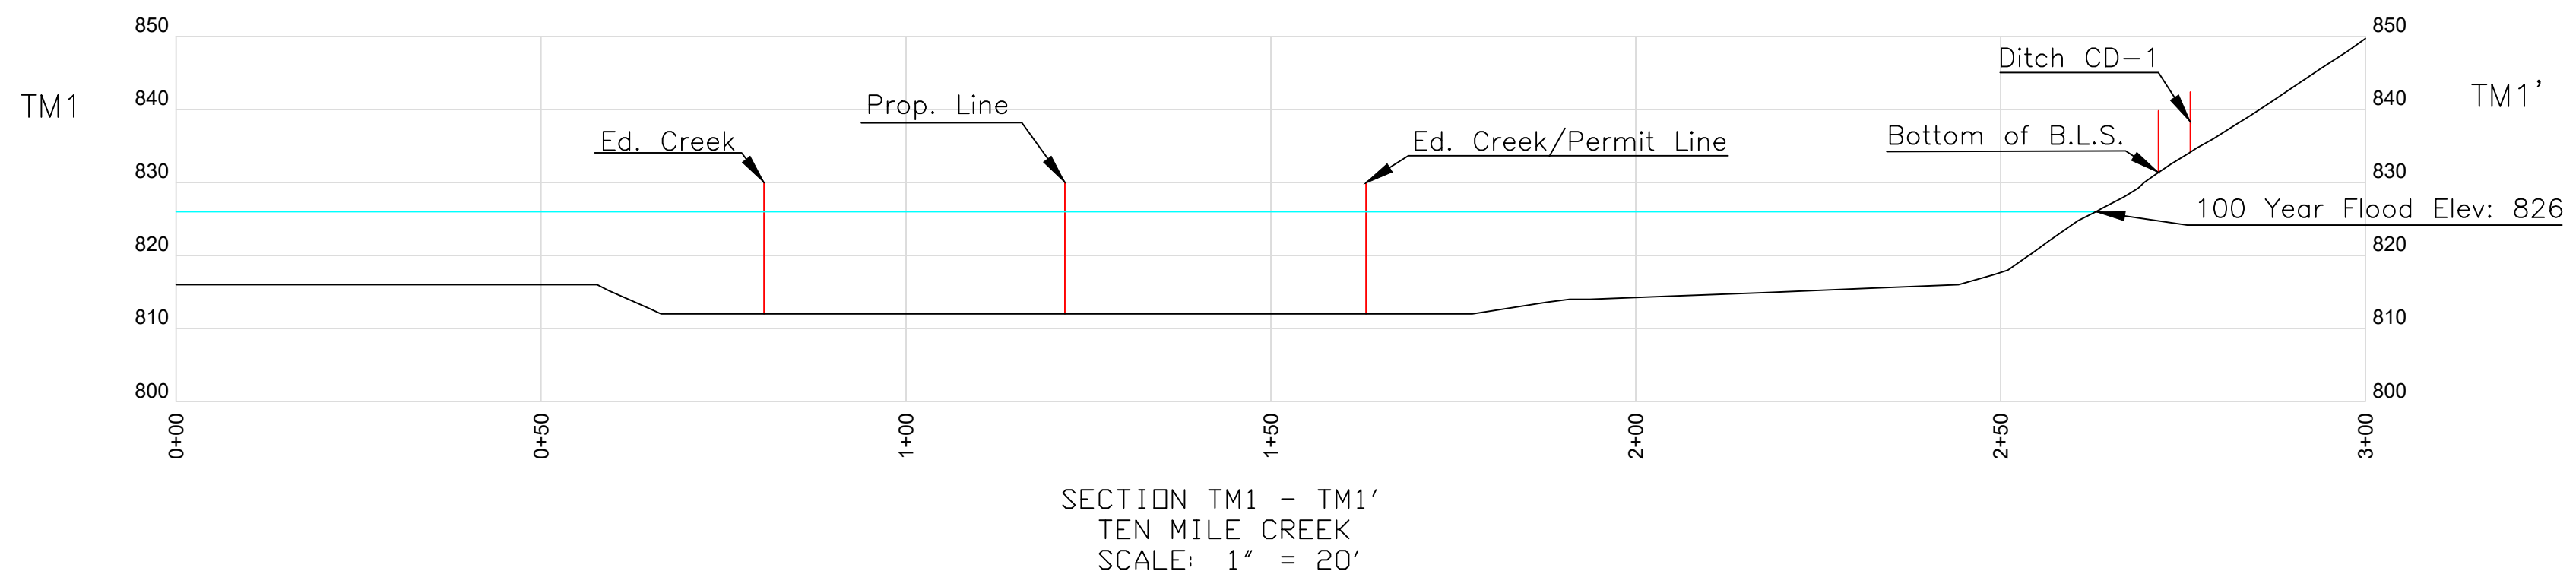 850
850
Ditch CD-1
TM1
840
Prop. Line
840
TM1'
Ed. Creek
Ed. Creek/Permit Line
Bottom of B.L.S.
830
830
100 Year Flood Elev: 826
820
820
810
810
800
800
0+00
0+50
1+00
1+50
2+00
2+50
3+00
SECTION TM1 - TM1'
TEN MILE CREEK
SCALE: 1" = 20'